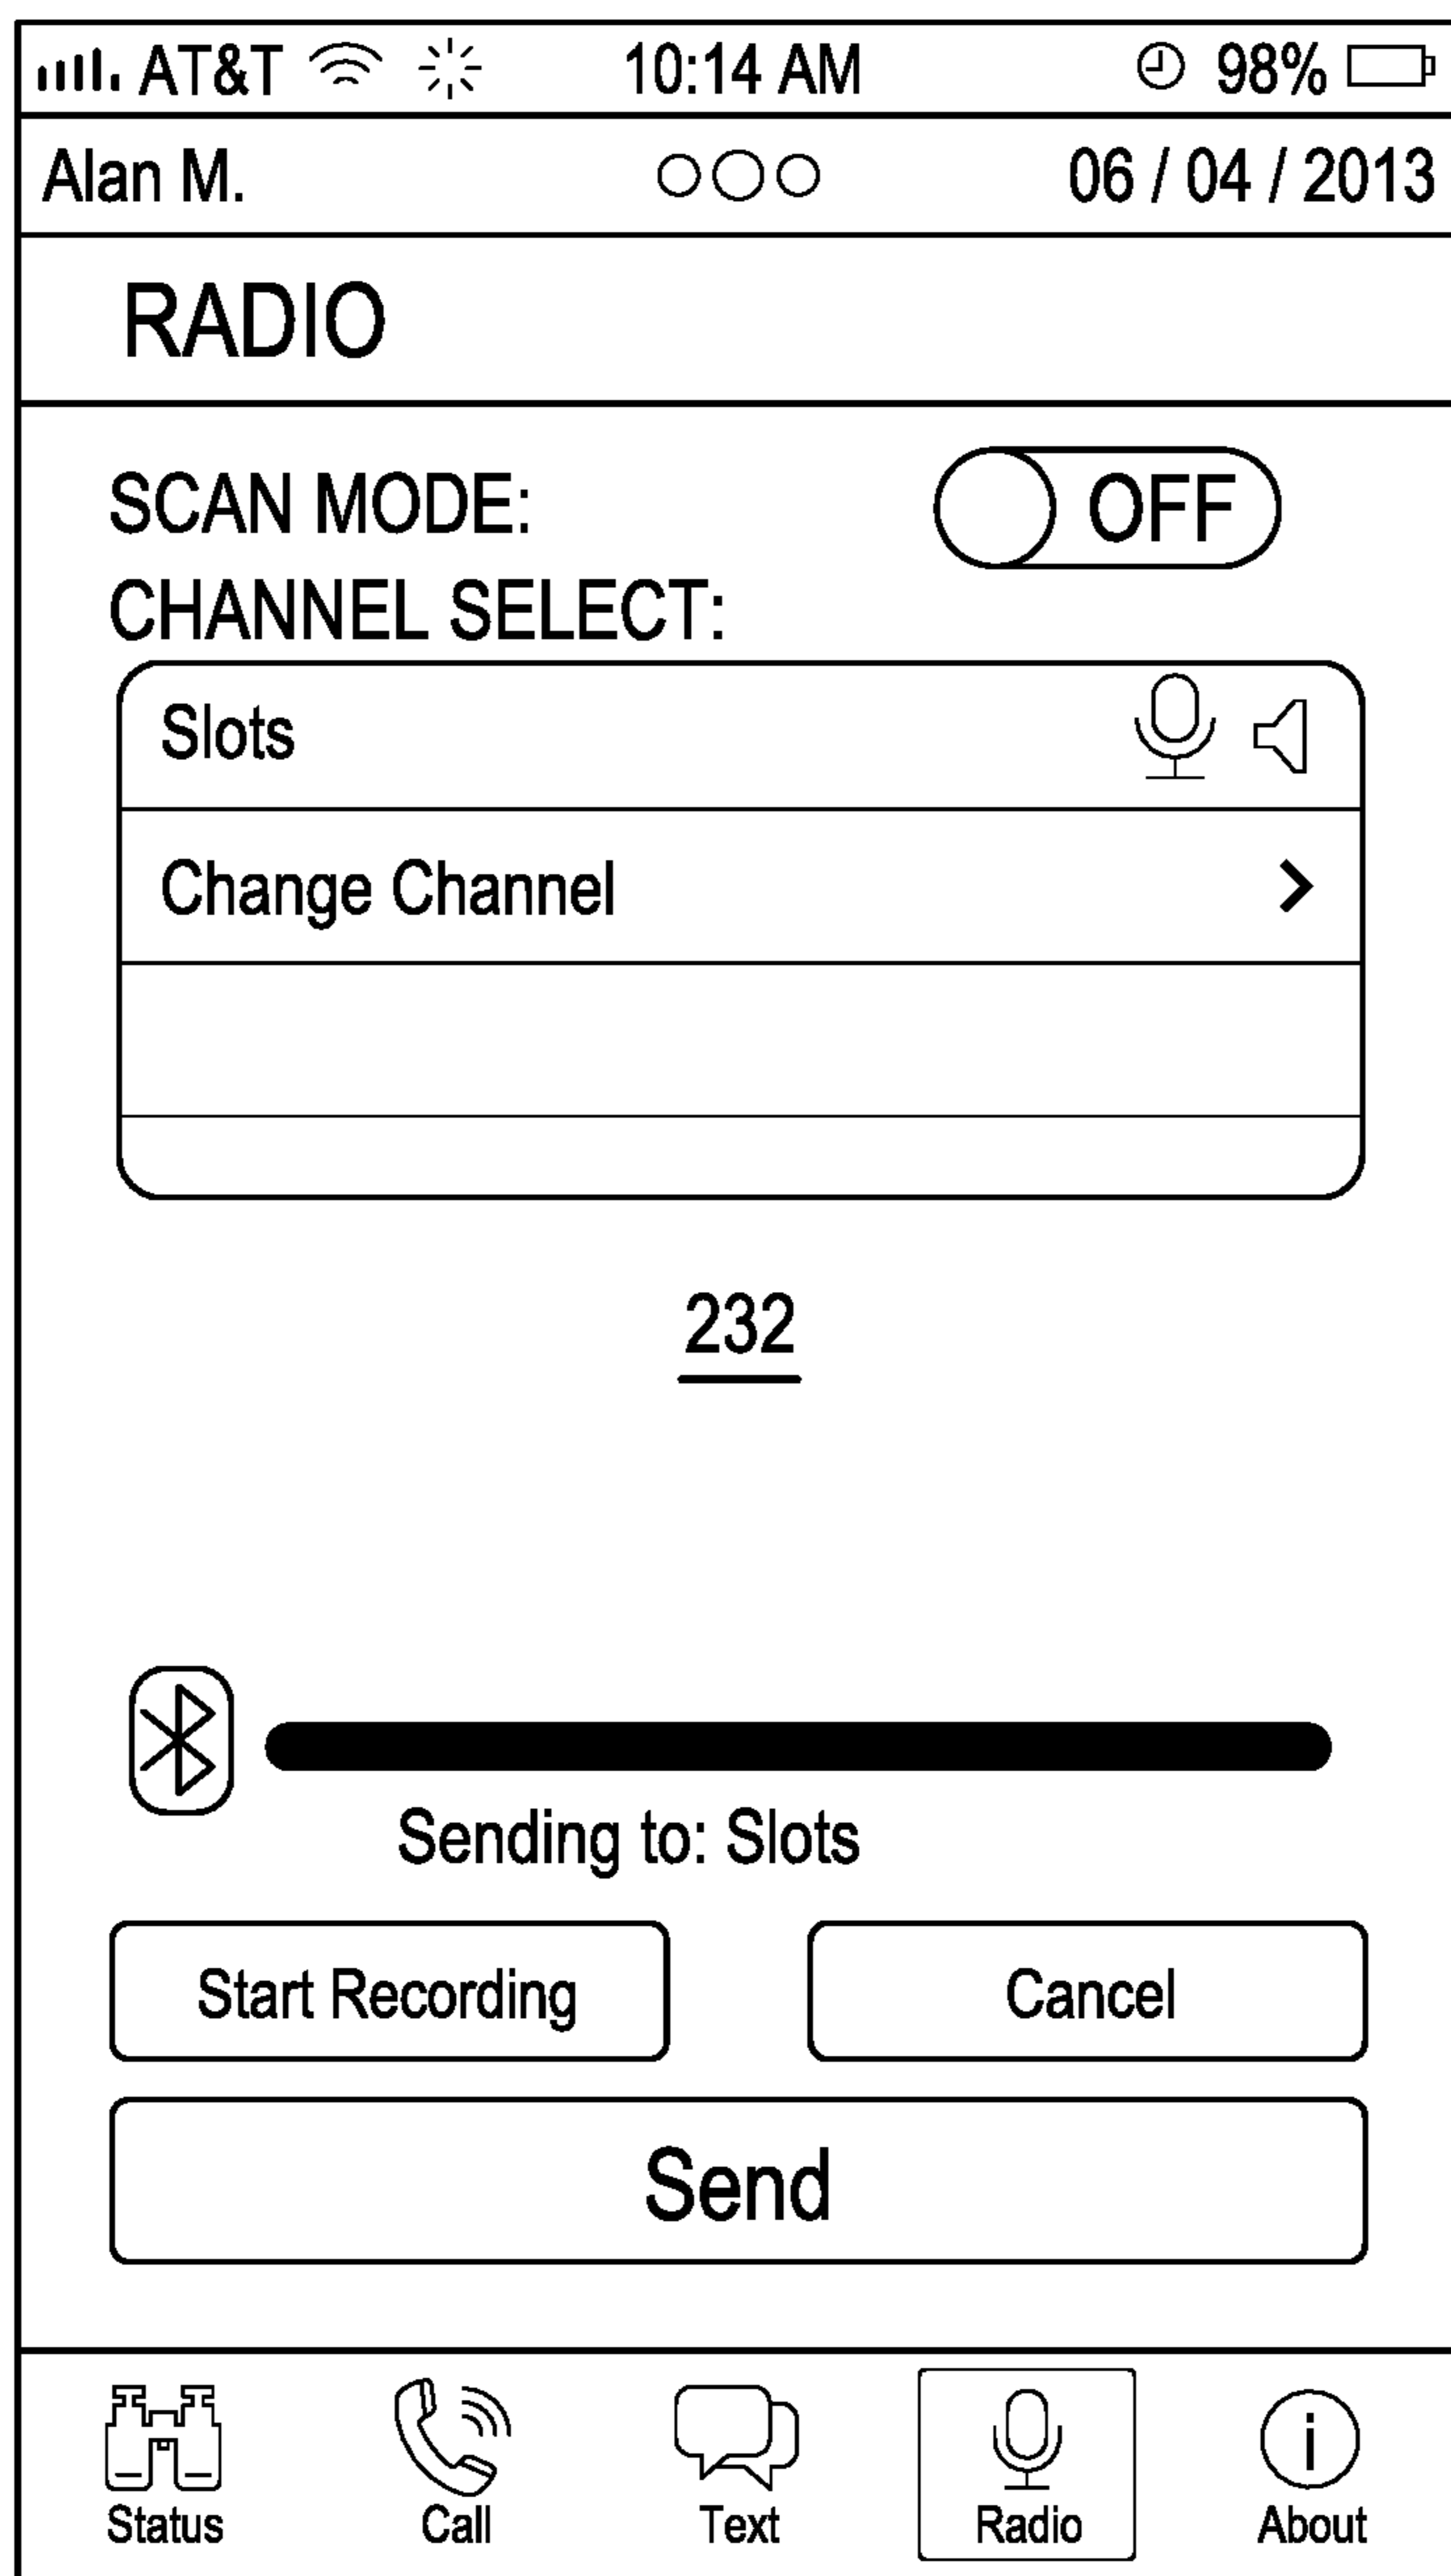 AT&T 10:14 AM 98%
Alan M. 06 / 04 / 2013
RADIO
SCAN MODE: OFF
CHANNEL SELECT:
Slots
Change Channel
232
Sending to: Slots
Start Recording Cancel
Send
Status Call Text Radio About